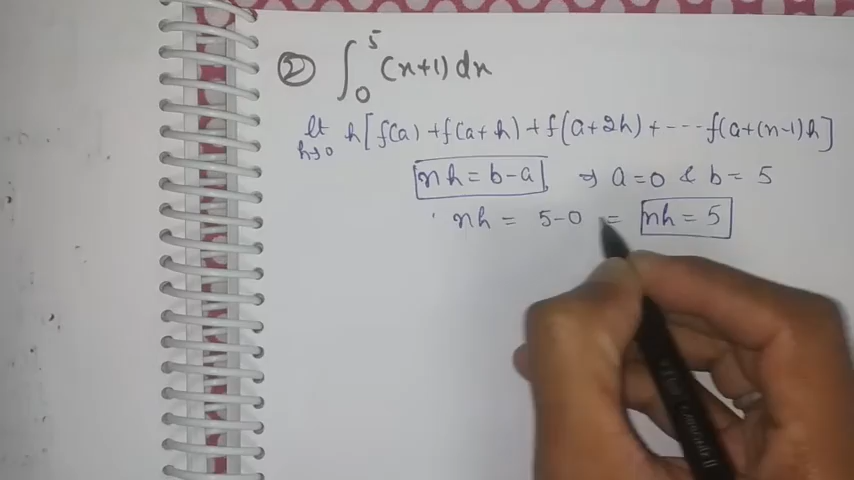 ② ∫₀⁵ (x+1) dx
lt h→0 h[f(a) + f(a+h) + f(a+2h) + --- f(a+(n-1)h]
nh = b-a ⇒ a=0 & b = 5
nh = 5-0 = nh = 5